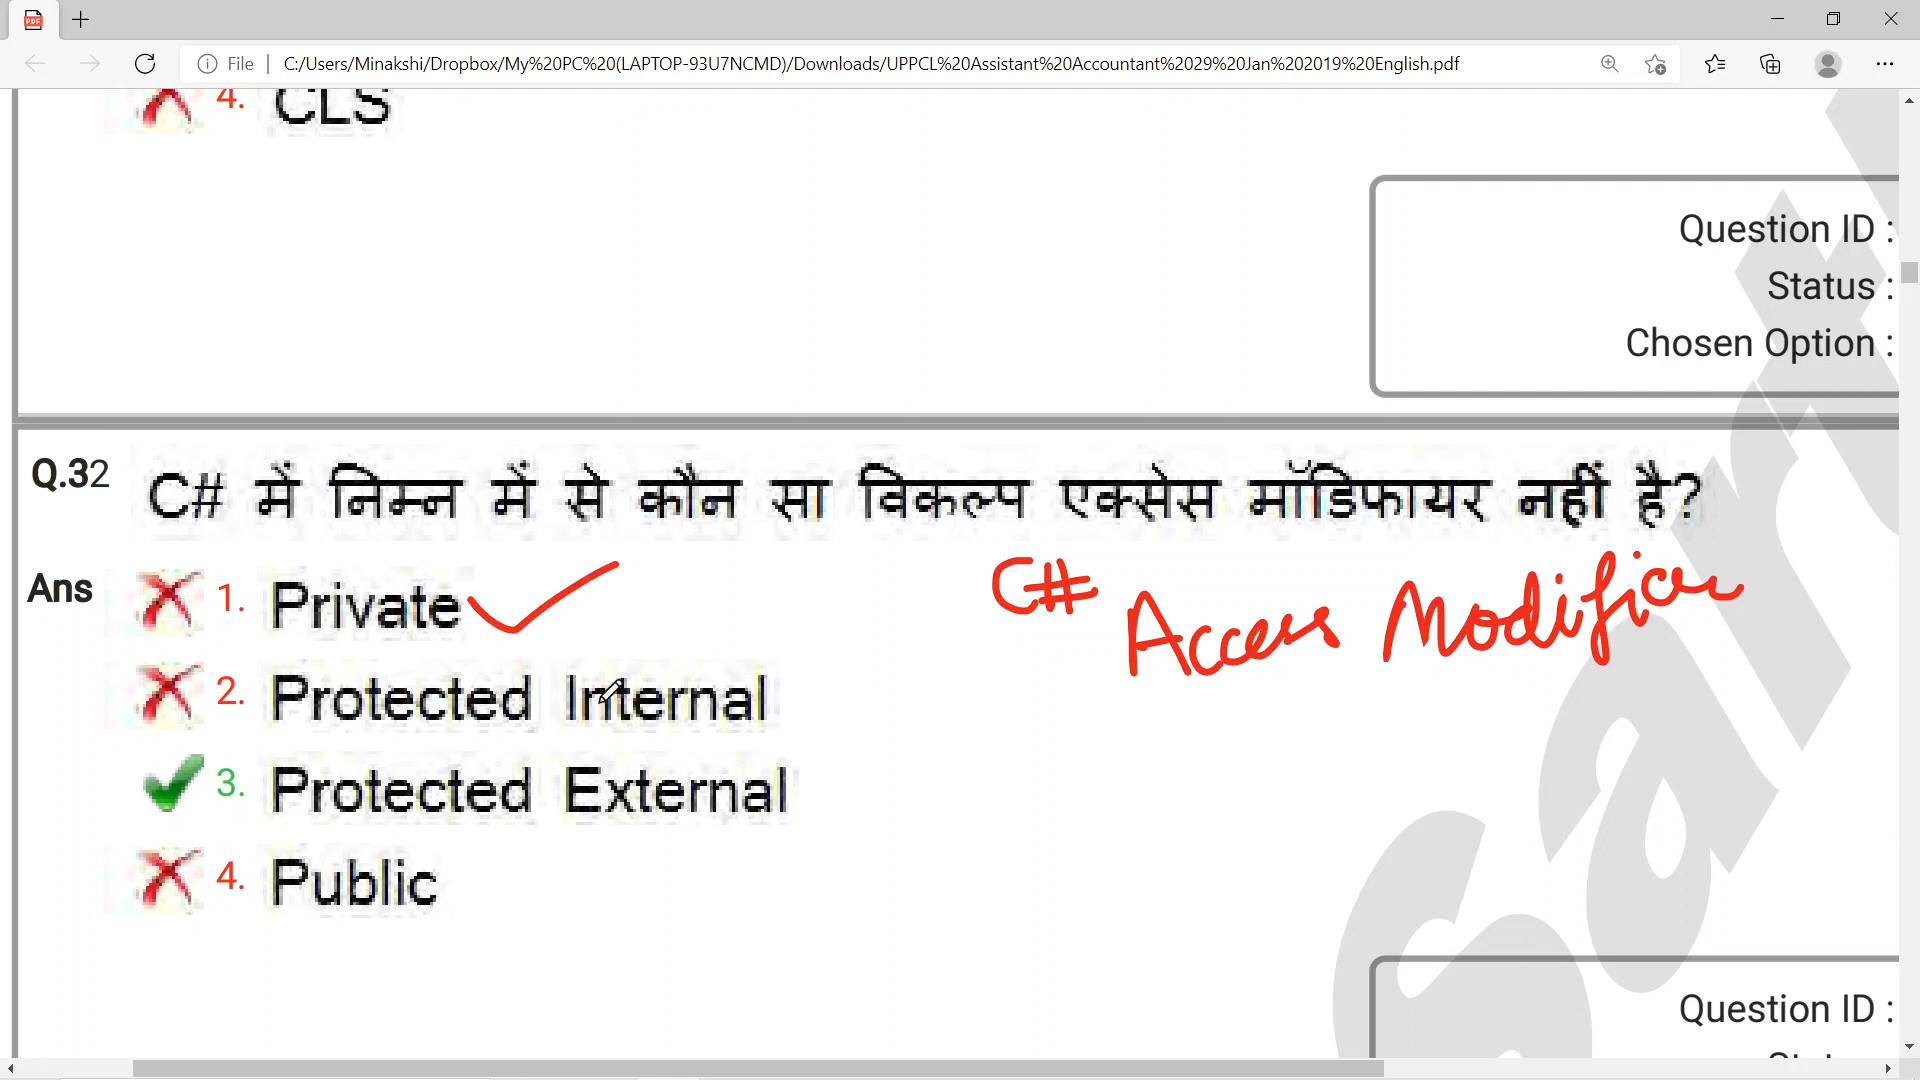 File C:/Users/Minakshi/Dropbox/My%20PC%20(LAPTOP-93U7NCMD)/Downloads/UPPCL%20Assistant%20Accountant%2029%20Jan%202019%20English.pdf
4. CLS
Question ID :
Status :
Chosen Option :
Q.32 C# में निम्न में से कौन सा विकल्प एक्सेस मॉडिफायर नहीं है?
C#
Access Modifier
Ans 1. Private
2. Protected Internal
3. Protected External
4. Public
Question ID :